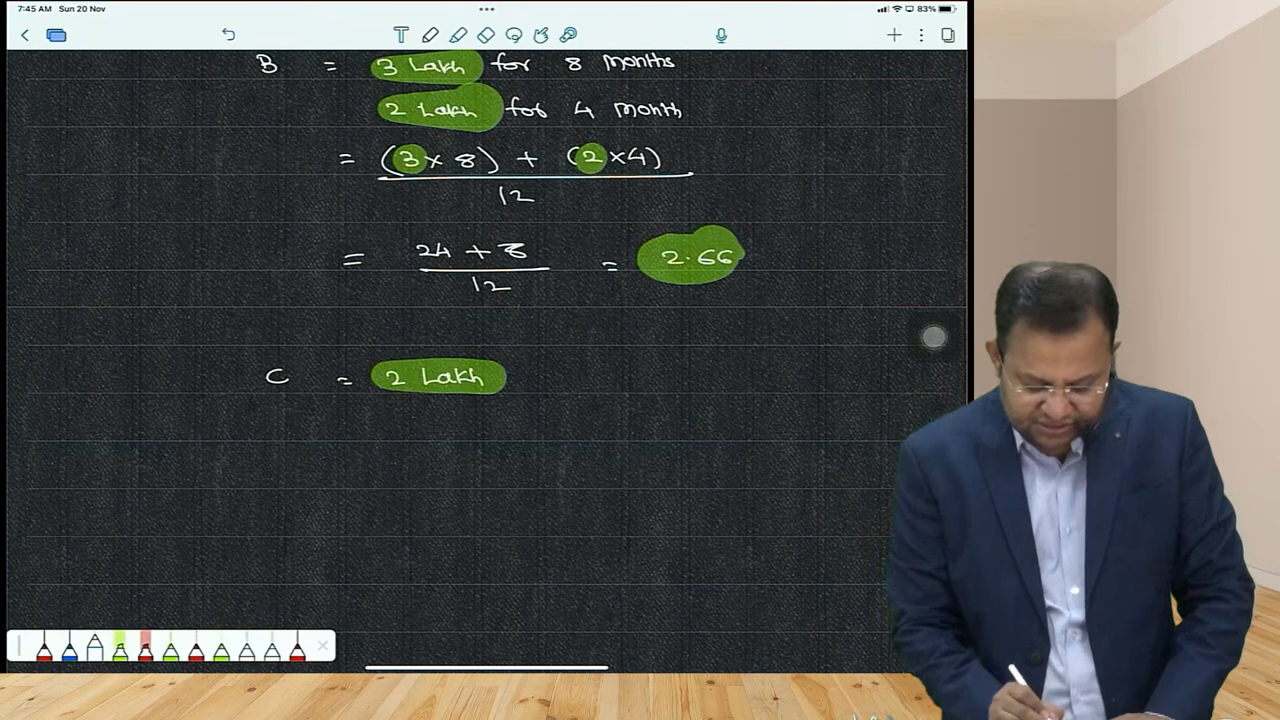 7:45 AM Sun 20 Nov
83%
B = 3 Lakh for 8 months
2 Lakh for 4 month
= (3 × 8) + (2 × 4)
12
= 24 + 8 = 2.66
12
C = 2 Lakh